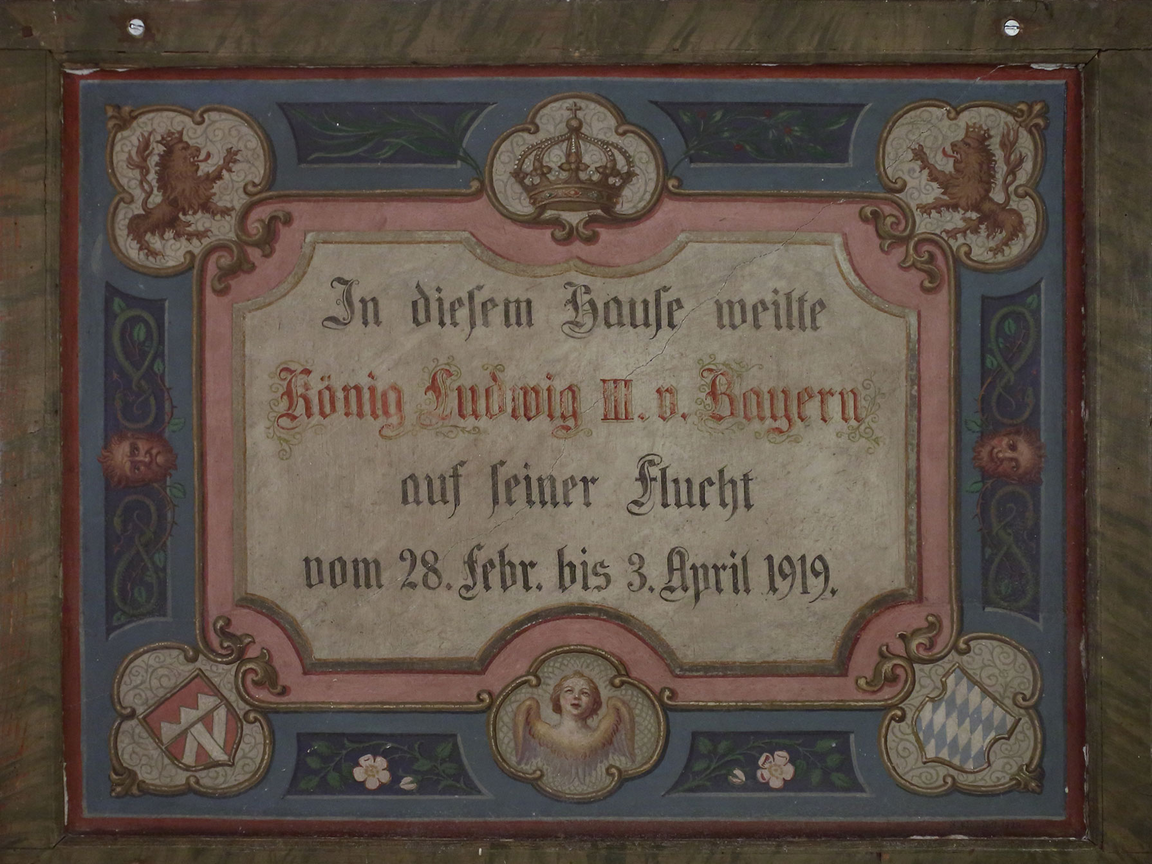 In dieſem Hauſe weilte
König Ludwig III. v. Bayern
auf ſeiner Flucht
vom 28. Febr. bis 3. April 1919.